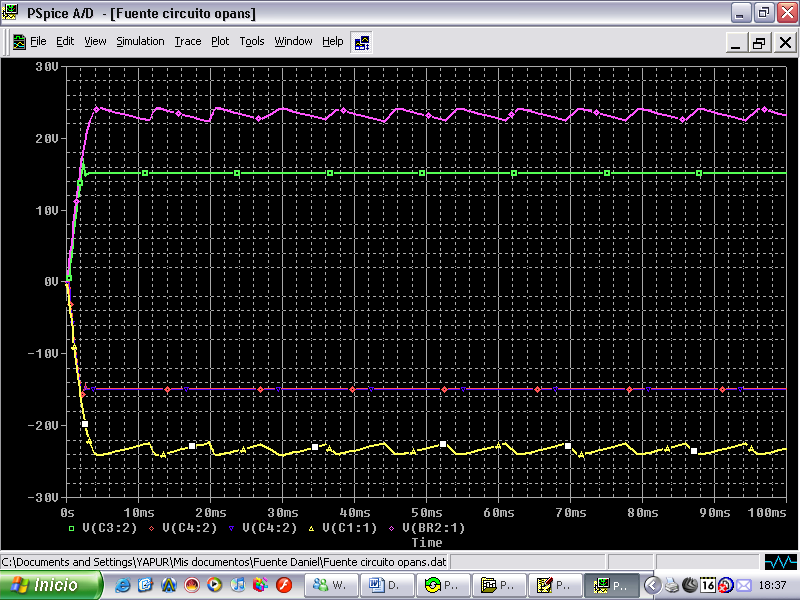 PSpice A/D - [Fuente circuito opans]
File Edit View Simulation Trace Plot Tools Window Help
30V
20V
10V
0V
-10V
-20V
-30V
0s 10ms 20ms 30ms 40ms 50ms 60ms 70ms 80ms 90ms 100ms
V(C3:2) V(C4:2) V(C4:2) V(C1:1) V(BR2:1)
Time
C:\Documents and Settings\YAPUR\Mis documentos\Fuente Daniel\Fuente circuito opans.dat
Inicio W. D. P.. P.. P.. P.. 16 18:37